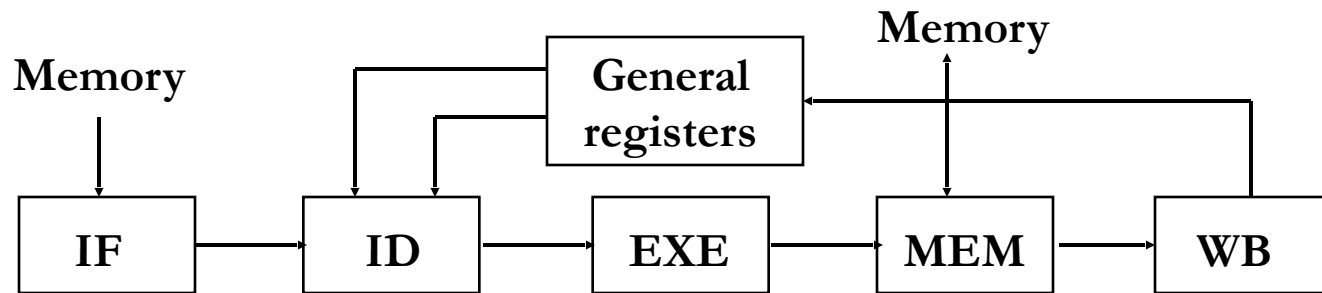 Memory
Memory
General
registers
IF
ID
EXE
MEM
WB